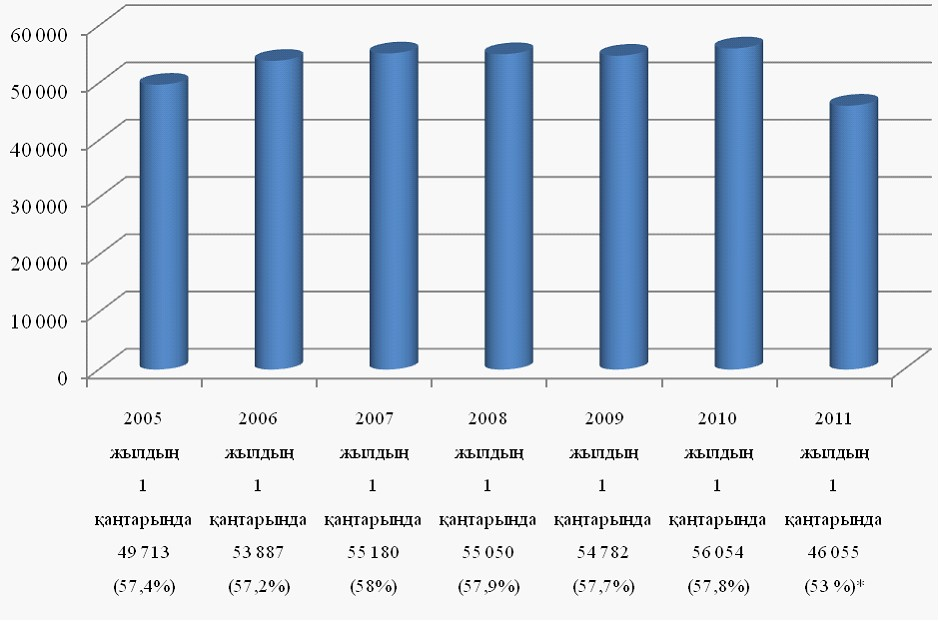 60 000
50 000
40 000
30 000
20 000
10 000
0
2005 2006 2007 2008 2009 2010 2011
жылдың жылдың жылдың жылдың жылдың жылдың жылдың
1 1 1 1 1 1 1
қаңтарында қаңтарында қаңтарында қаңтарында қаңтарында қаңтарында қаңтарында
49 713 53 887 55 180 55 050 54 782 56 054 46 055
(57,4%) (57,2%) (58%) (57,9%) (57,7%) (57,8%) (53 %)*